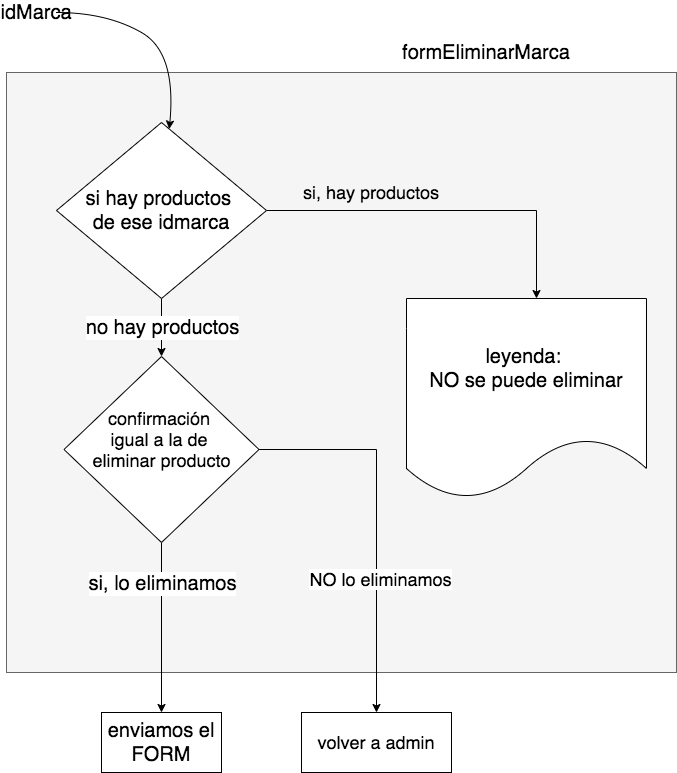 idMarca
formEliminarMarca
si hay productos
de ese idmarca
si, hay productos
no hay productos
leyenda:
NO se puede eliminar
confirmación
igual a la de
eliminar producto
si, lo eliminamos
NO lo eliminamos
enviamos el
FORM
volver a admin